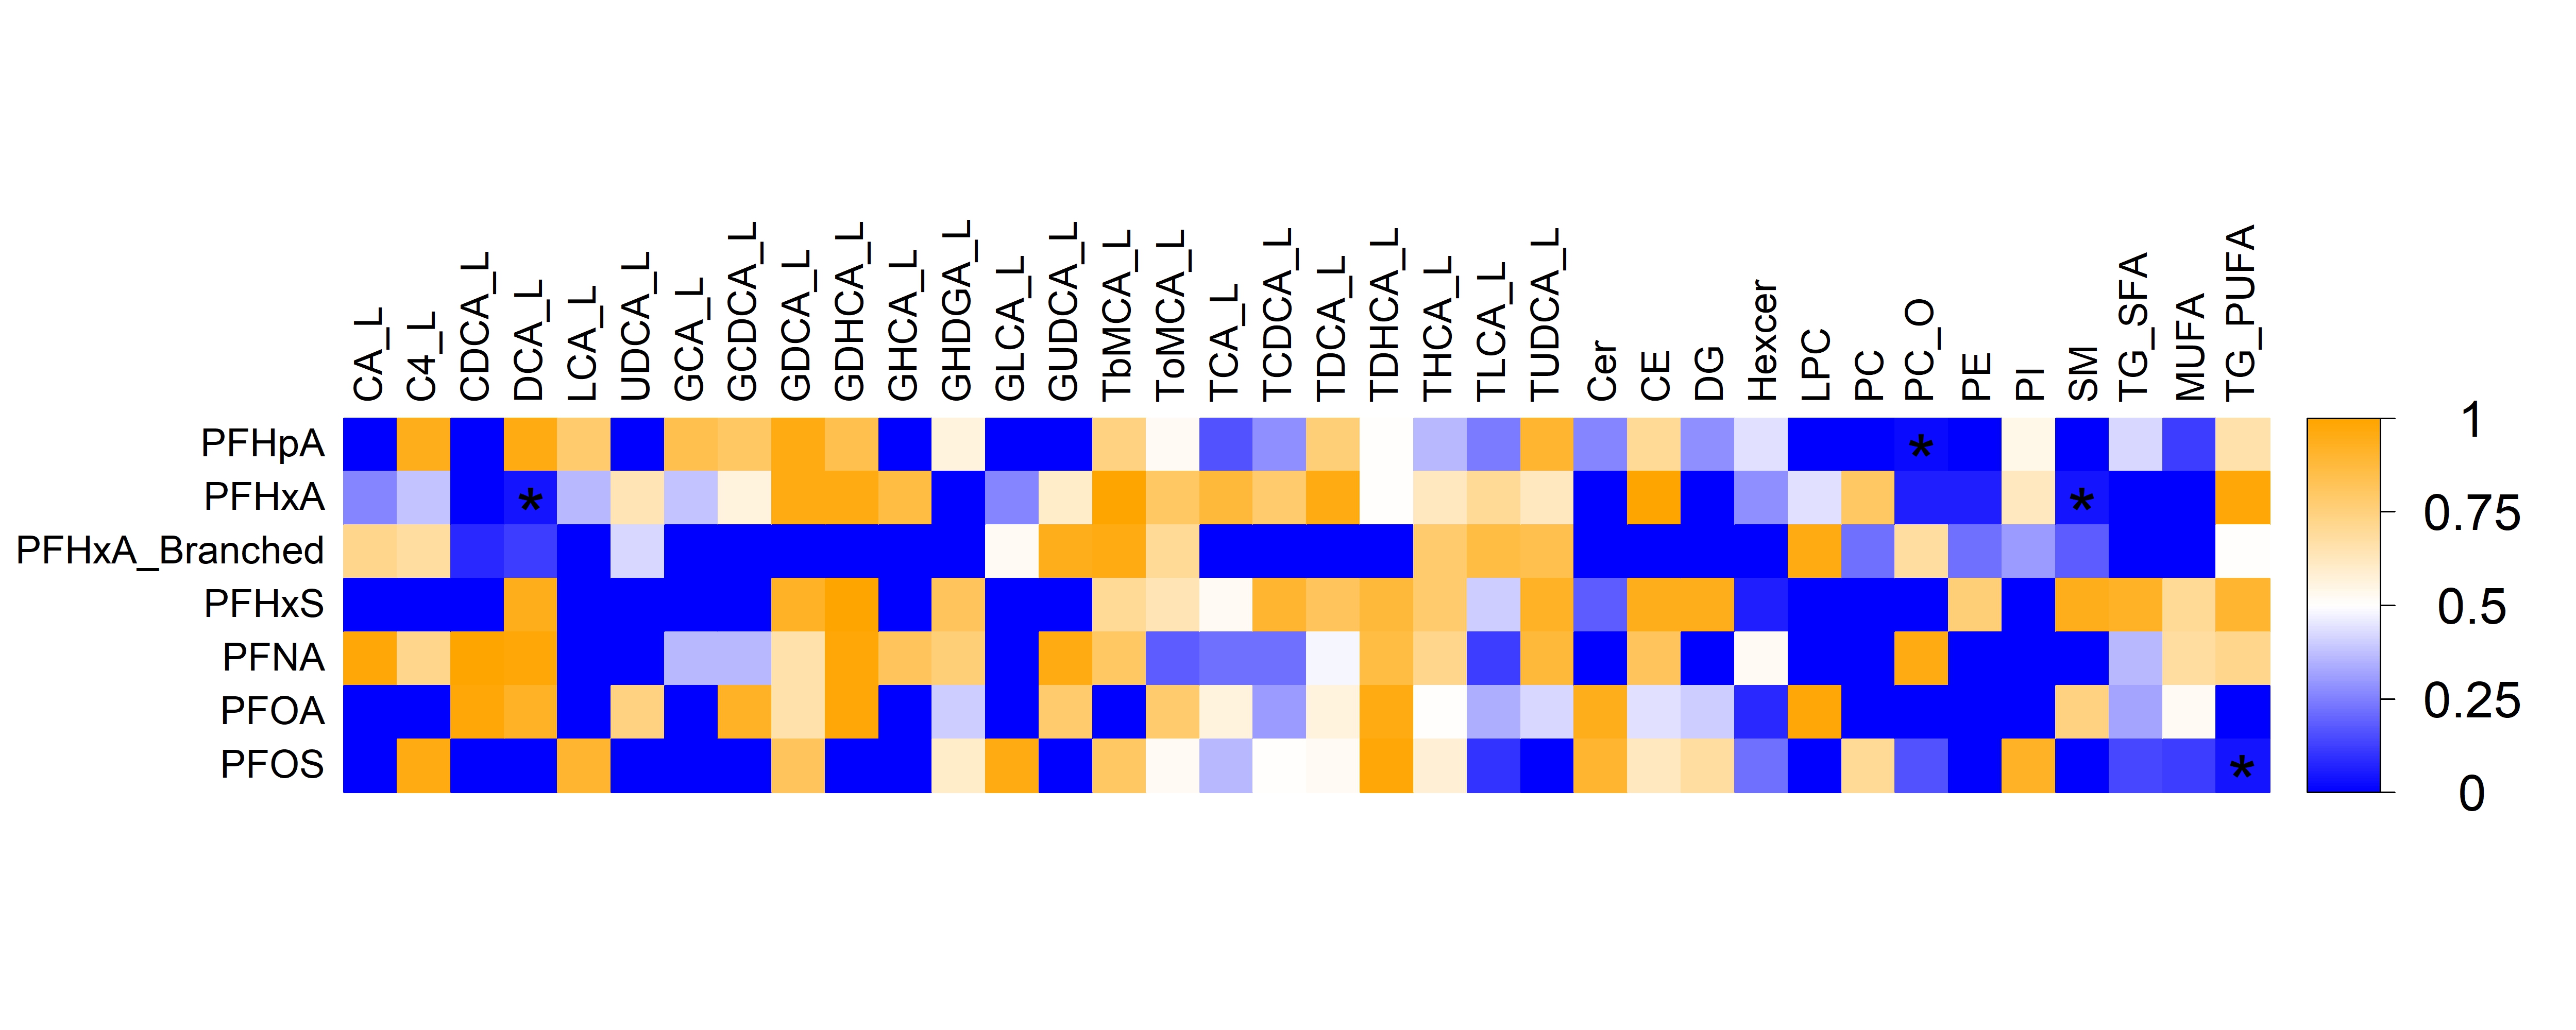 CA_L
C4_L
CDCA_L
DCA_L
LCA_L
UDCA_L
GCA_L
GCDCA_L
GDCA_L
GDHCA_L
GHCA_L
GHDGA_L
GLCA_L
GUDCA_L
TbMCA_L
ToMCA_L
TCA_L
TCDCA_L
TDCA_L
TDHCA_L
THCA_L
TLCA_L
TUDCA_L
Cer
CE
DG
Hexcer
LPC
PC
PC_O
PE
PI
SM
TG_SFA
MUFA
TG_PUFA
PFHpA
*
PFHxA
*
*
PFHxA_Branched
PFHxS
PFNA
PFOA
PFOS
*
1
0.75
0.5
0.25
0